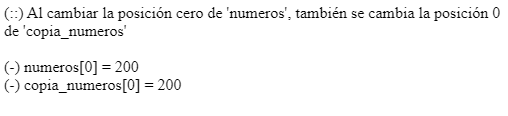 (::) Al cambiar la posición cero de 'numeros', también se cambia la posición 0
de 'copia_numeros'
(-) numeros[0] = 200
(-) copia_numeros[0] = 200